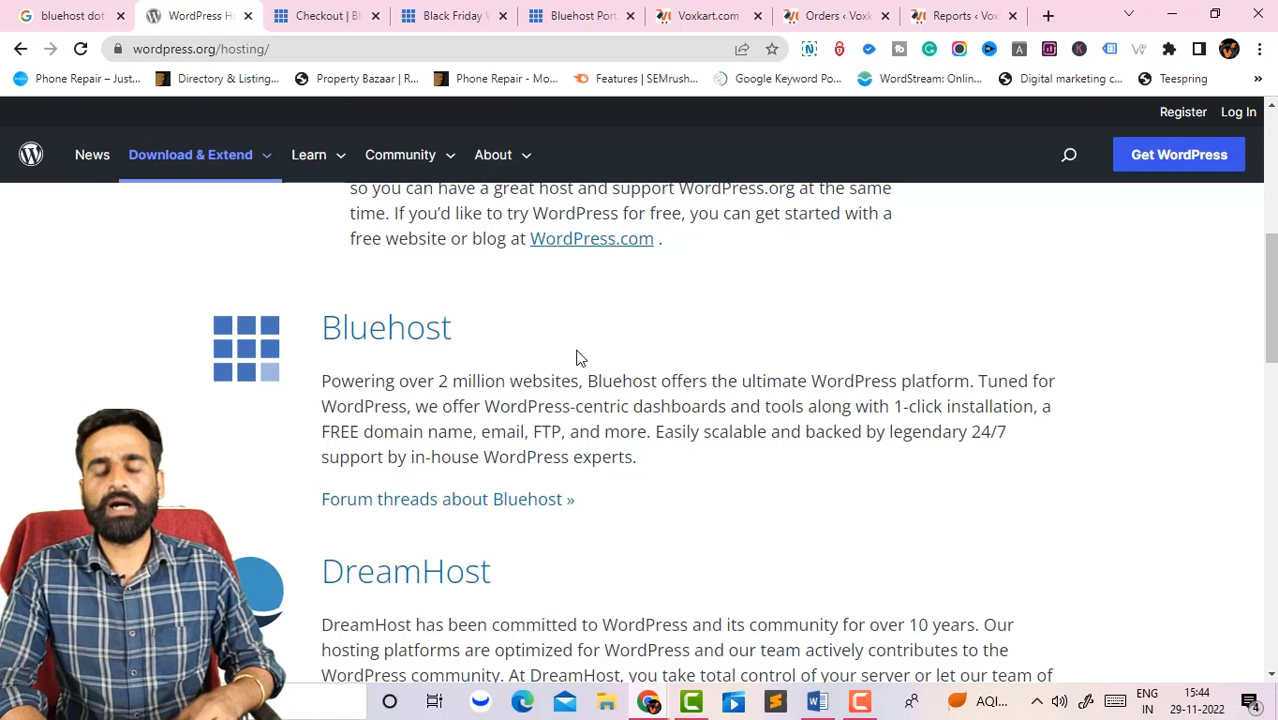 bluehost dot
WordPress H
Checkout | Bl
Black Friday
Bluehost Port
Voxkart.com -
Orders ‹ Voxk
Reports ‹ Vox
wordpress.org/hosting/
Phone Repair – Just...
Directory & Listing...
Property Bazaar | R...
Phone Repair - Mo...
Features | SEMrush...
Google Keyword Po...
WordStream: Onlin...
Digital marketing c...
Teespring
Register
Log In
News
Download & Extend
Learn
Community
About
Get WordPress
so you can have a great host and support WordPress.org at the same
time. If you’d like to try WordPress for free, you can get started with a
free website or blog at WordPress.com .
Bluehost
Powering over 2 million websites, Bluehost offers the ultimate WordPress platform. Tuned for
WordPress, we offer WordPress-centric dashboards and tools along with 1-click installation, a
FREE domain name, email, FTP, and more. Easily scalable and backed by legendary 24/7
support by in-house WordPress experts.
Forum threads about Bluehost »
DreamHost
DreamHost has been committed to WordPress and its community for over 10 years. Our
hosting platforms are optimized for WordPress and our team actively contributes to the
WordPress community. At DreamHost, you take total control of your server or let our team of
AQI...
ENG
IN
15:44
29-11-2022
4